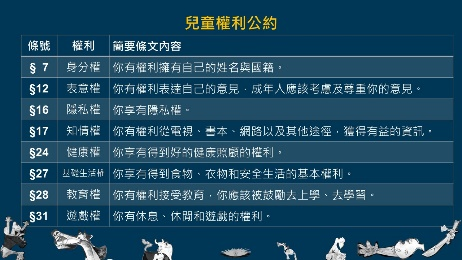 兒童權利公約
條號 權利 簡要條文內容
§ 7 身分權 你有權利擁有自己的姓名與國籍。
§12 表意權 你有權利表達自己的意見，成年人應該考慮及尊重你的意見。
§16 隱私權 你享有隱私權。
§17 知情權 你有權利從電視、書本、網路以及其他途徑，獲得有益的資訊。
§24 健康權 你享有得到好的健康照顧的權利。
§27 基礎生活權 你享有得到食物、衣物和安全生活的基本權利。
§28 教育權 你有權利接受教育，你應該被鼓勵去上學、去學習。
§31 遊戲權 你有休息、休閒和遊戲的權利。